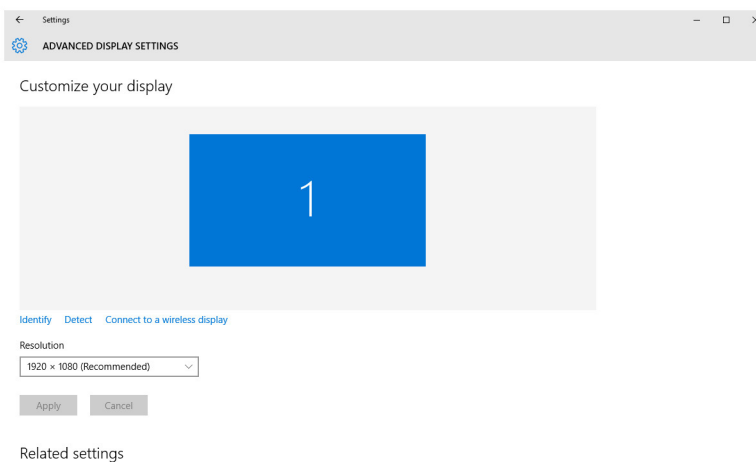 Settings
ADVANCED DISPLAY SETTINGS
Customize your display
1
Identify Detect Connect to a wireless display
Resolution
1920 × 1080 (Recommended)
Apply Cancel
Related settings